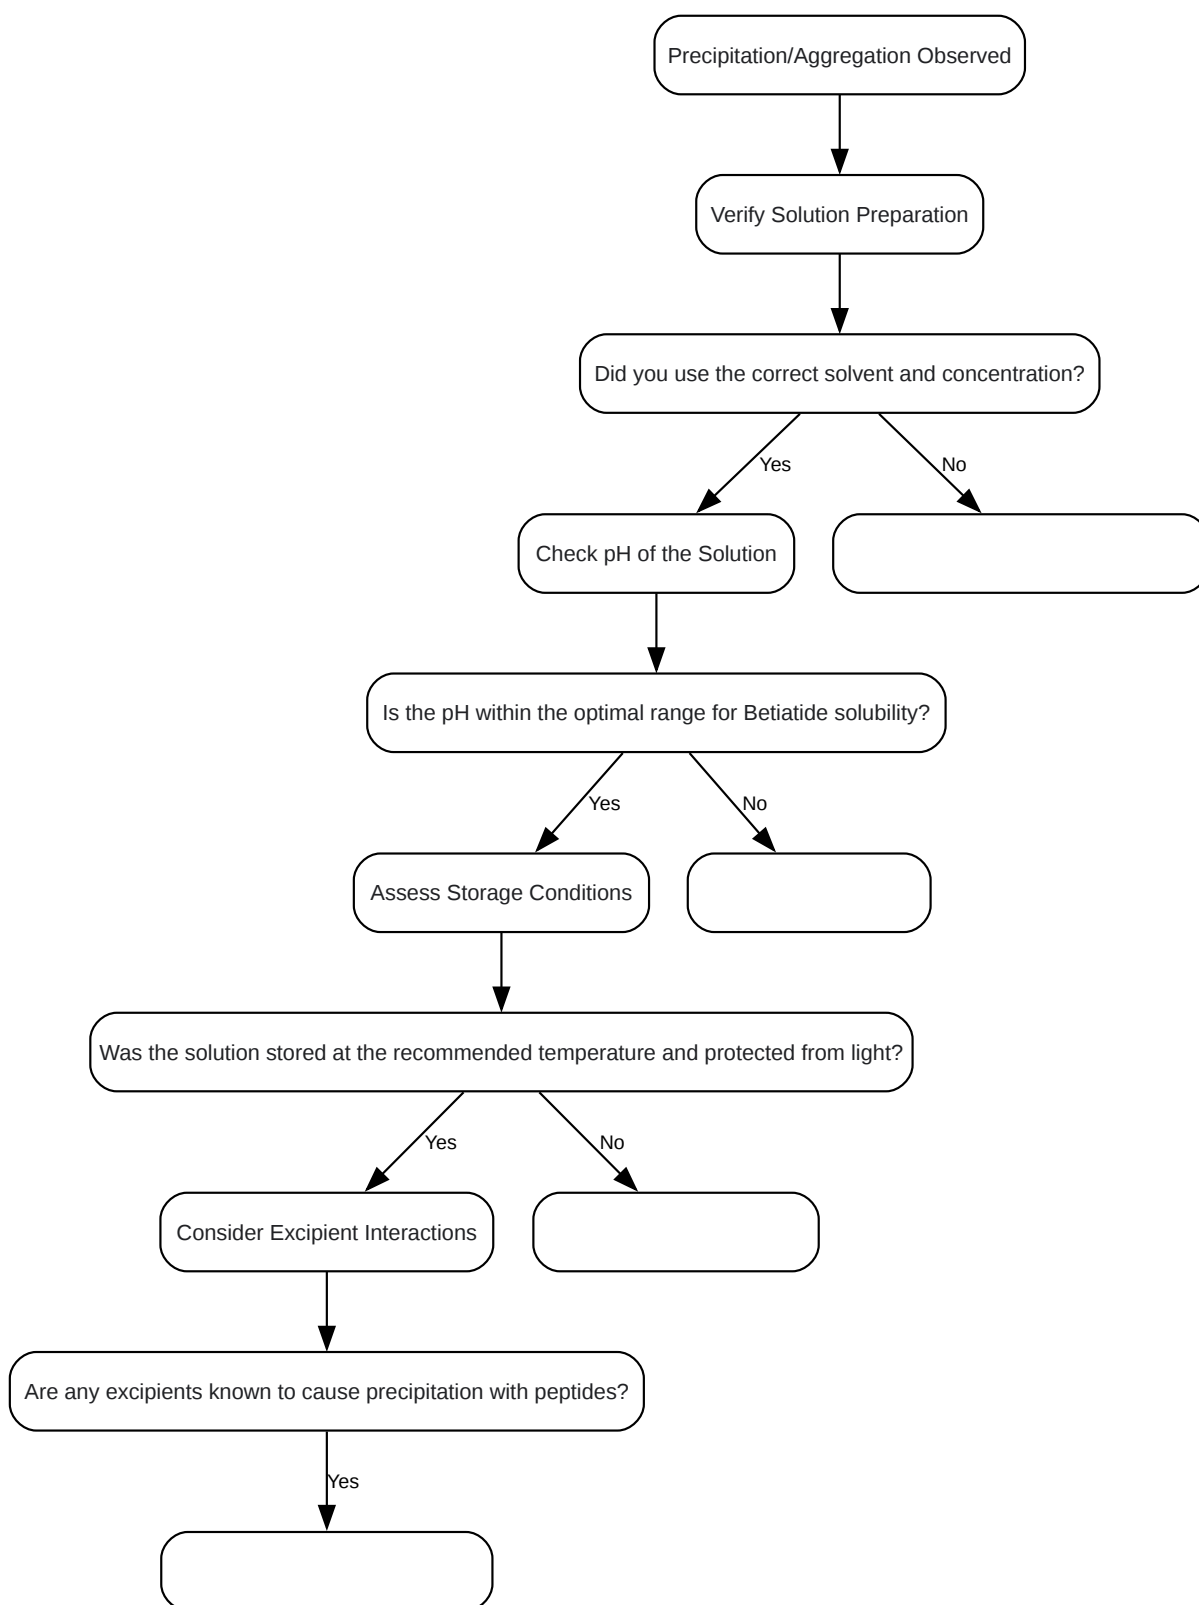 Precipitation/Aggregation Observed
Verify Solution Preparation
Did you use the correct solvent and concentration?
Yes
No
Check pH of the Solution
Is the pH within the optimal range for Betiatide solubility?
Yes
No
Assess Storage Conditions
Was the solution stored at the recommended temperature and protected from light?
Yes
No
Consider Excipient Interactions
Are any excipients known to cause precipitation with peptides?
Yes